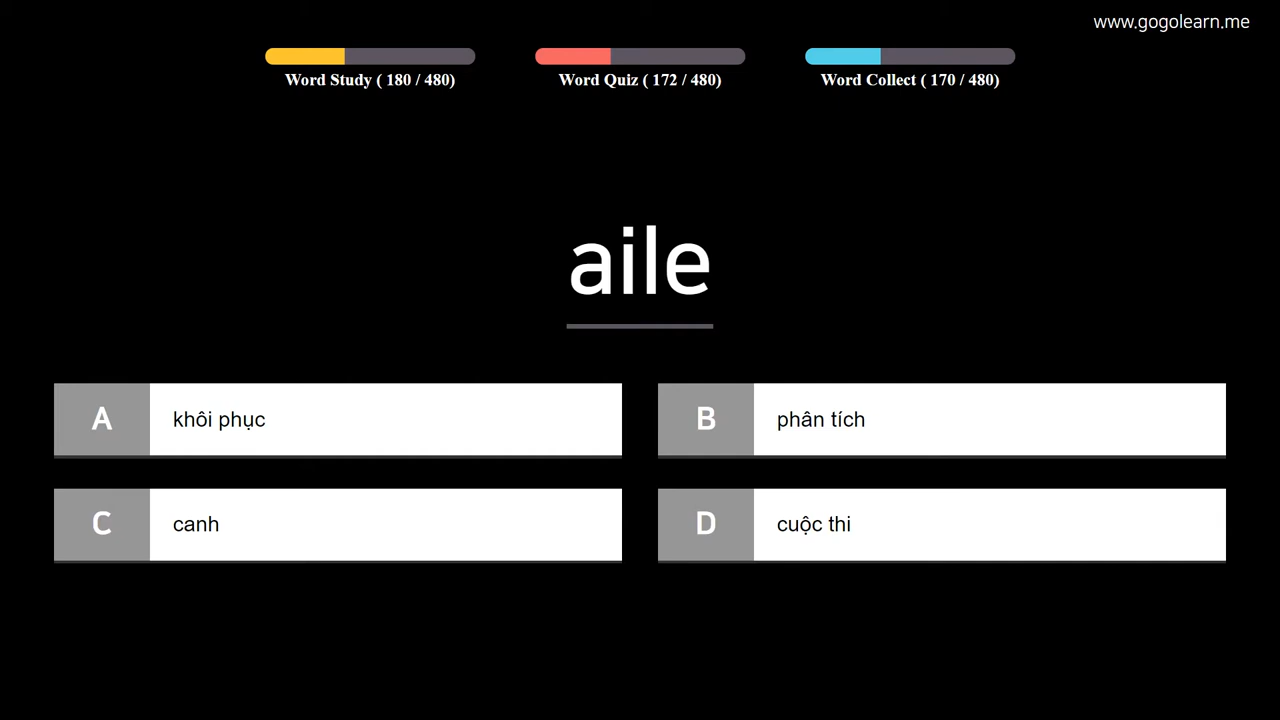 www.gogolearn.me
Word Study ( 180 / 480)
Word Quiz ( 172 / 480)
Word Collect ( 170 / 480)
aile
A khôi phục
B phân tích
C canh
D cuộc thi